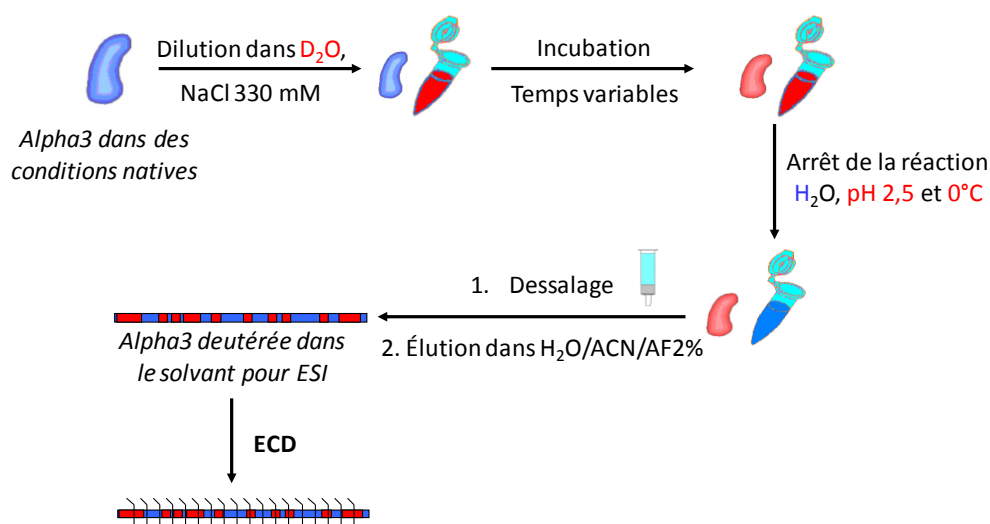 Dilution dans D₂O,
NaCl 330 mM
Alpha3 dans des
conditions natives
Incubation
Temps variables
Arrêt de la réaction
H₂O, pH 2,5 et 0°C
1. Dessalage
2. Élution dans H₂O/ACN/AF2%
Alpha3 deutérée dans
le solvant pour ESI
ECD